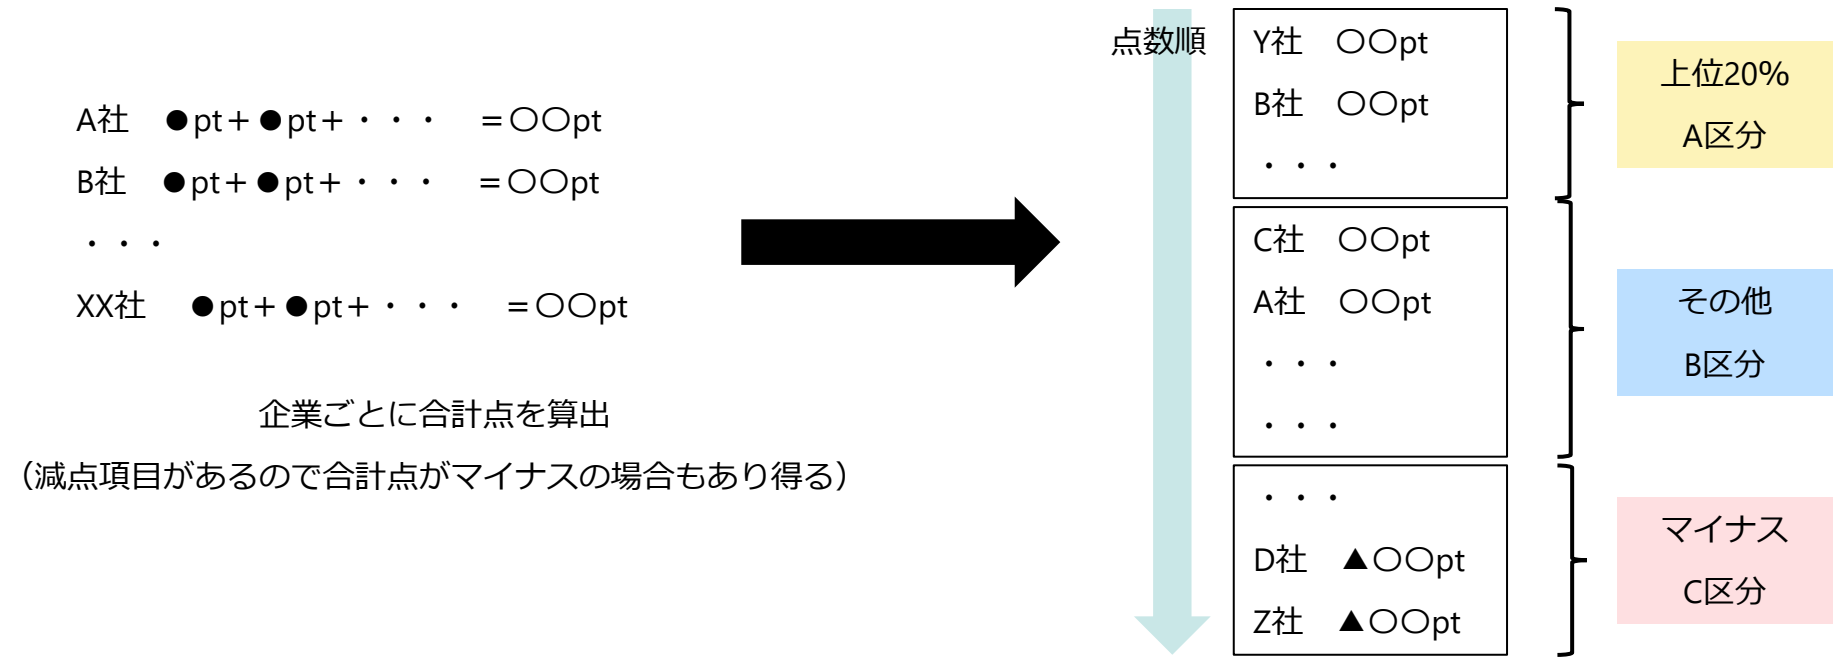 A社　●pt＋●pt＋・・・　＝〇〇pt
B社　●pt＋●pt＋・・・　＝〇〇pt
・・・
XX社　●pt＋●pt＋・・・　＝〇〇pt
企業ごとに合計点を算出
（減点項目があるので合計点がマイナスの場合もあり得る）
点数順
Y社　〇〇pt
B社　〇〇pt
・・・
C社　〇〇pt
A社　〇〇pt
・・・
・・・
・・・
D社　▲〇〇pt
Z社　▲〇〇pt
上位20%
A区分
その他
B区分
マイナス
C区分